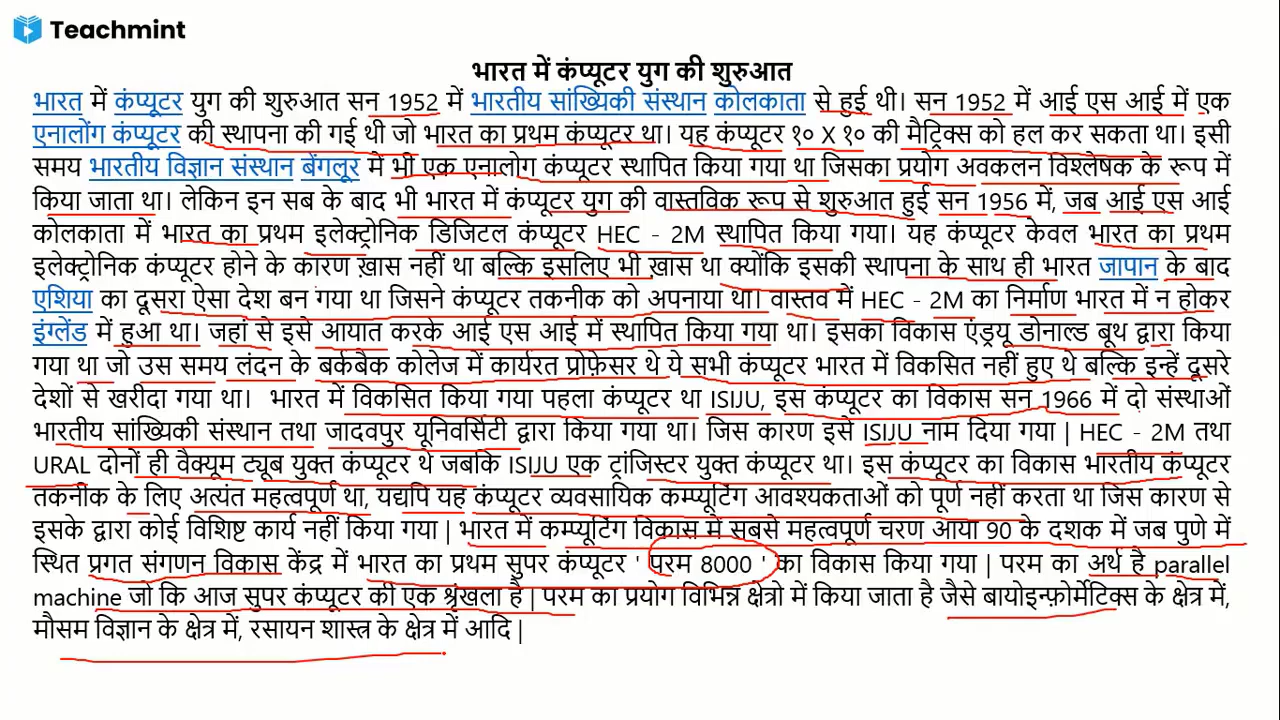 Teachmint
भारत में कंप्यूटर युग की शुरुआत
भारत में कंप्यूटर युग की शुरुआत सन 1952 में भारतीय सांख्यिकी संस्थान कोलकाता से हुई थी। सन 1952 में आई एस आई में एक
एनालोंग कंप्यूटर की स्थापना की गई थी जो भारत का प्रथम कंप्यूटर था। यह कंप्यूटर १० X १० की मैट्रिक्स को हल कर सकता था। इसी
समय भारतीय विज्ञान संस्थान बेंगलूर में भी एक एनालोग कंप्यूटर स्थापित किया गया था जिसका प्रयोग अवकलन विश्लेषक के रूप में
किया जाता था। लेकिन इन सब के बाद भी भारत में कंप्यूटर युग की वास्तविक रूप से शुरुआत हुई सन 1956 में, जब आई एस आई
कोलकाता में भारत का प्रथम इलेक्ट्रोनिक डिजिटल कंप्यूटर HEC - 2M स्थापित किया गया। यह कंप्यूटर केवल भारत का प्रथम
इलेक्ट्रोनिक कंप्यूटर होने के कारण ख़ास नहीं था बल्कि इसलिए भी ख़ास था क्योंकि इसकी स्थापना के साथ ही भारत जापान के बाद
एशिया का दूसरा ऐसा देश बन गया था जिसने कंप्यूटर तकनीक को अपनाया था। वास्तव में HEC - 2M का निर्माण भारत में न होकर
इंग्लेंड में हुआ था। जहां से इसे आयात करके आई एस आई में स्थापित किया गया था। इसका विकास एंड्रयू डोनाल्ड बूथ द्वारा किया
गया था जो उस समय लंदन के बर्कबैक कोलेज में कार्यरत प्रोफ़ेसर थे ये सभी कंप्यूटर भारत में विकसित नहीं हुए थे बल्कि इन्हें दूसरे
देशों से खरीदा गया था। भारत में विकसित किया गया पहला कंप्यूटर था ISIJU, इस कंप्यूटर का विकास सन 1966 में दो संस्थाओं
भारतीय सांख्यिकी संस्थान तथा जादवपुर यूनिवर्सिटी द्वारा किया गया था। जिस कारण इसे ISIJU नाम दिया गया | HEC - 2M तथा
URAL दोनों ही वैक्यूम ट्यूब युक्त कंप्यूटर थे जबकि ISIJU एक ट्रांजिस्टर युक्त कंप्यूटर था। इस कंप्यूटर का विकास भारतीय कंप्यूटर
तकनीक के लिए अत्यंत महत्वपूर्ण था, यद्यपि यह कंप्यूटर व्यवसायिक कम्प्यूटिंग आवश्यकताओं को पूर्ण नहीं करता था जिस कारण से
इसके द्वारा कोई विशिष्ट कार्य नहीं किया गया | भारत में कम्प्यूटिंग विकास में सबसे महत्वपूर्ण चरण आया 90 के दशक में जब पुणे में
स्थित प्रगत संगणन विकास केंद्र में भारत का प्रथम सुपर कंप्यूटर ' परम 8000 ' का विकास किया गया | परम का अर्थ है parallel
machine जो कि आज सुपर कंप्यूटर की एक श्रृंखला है | परम का प्रयोग विभिन्न क्षेत्रो में किया जाता है जैसे बायोइन्फ़ोर्मेटिक्स के क्षेत्र में,
मौसम विज्ञान के क्षेत्र में, रसायन शास्त्र के क्षेत्र में आदि |